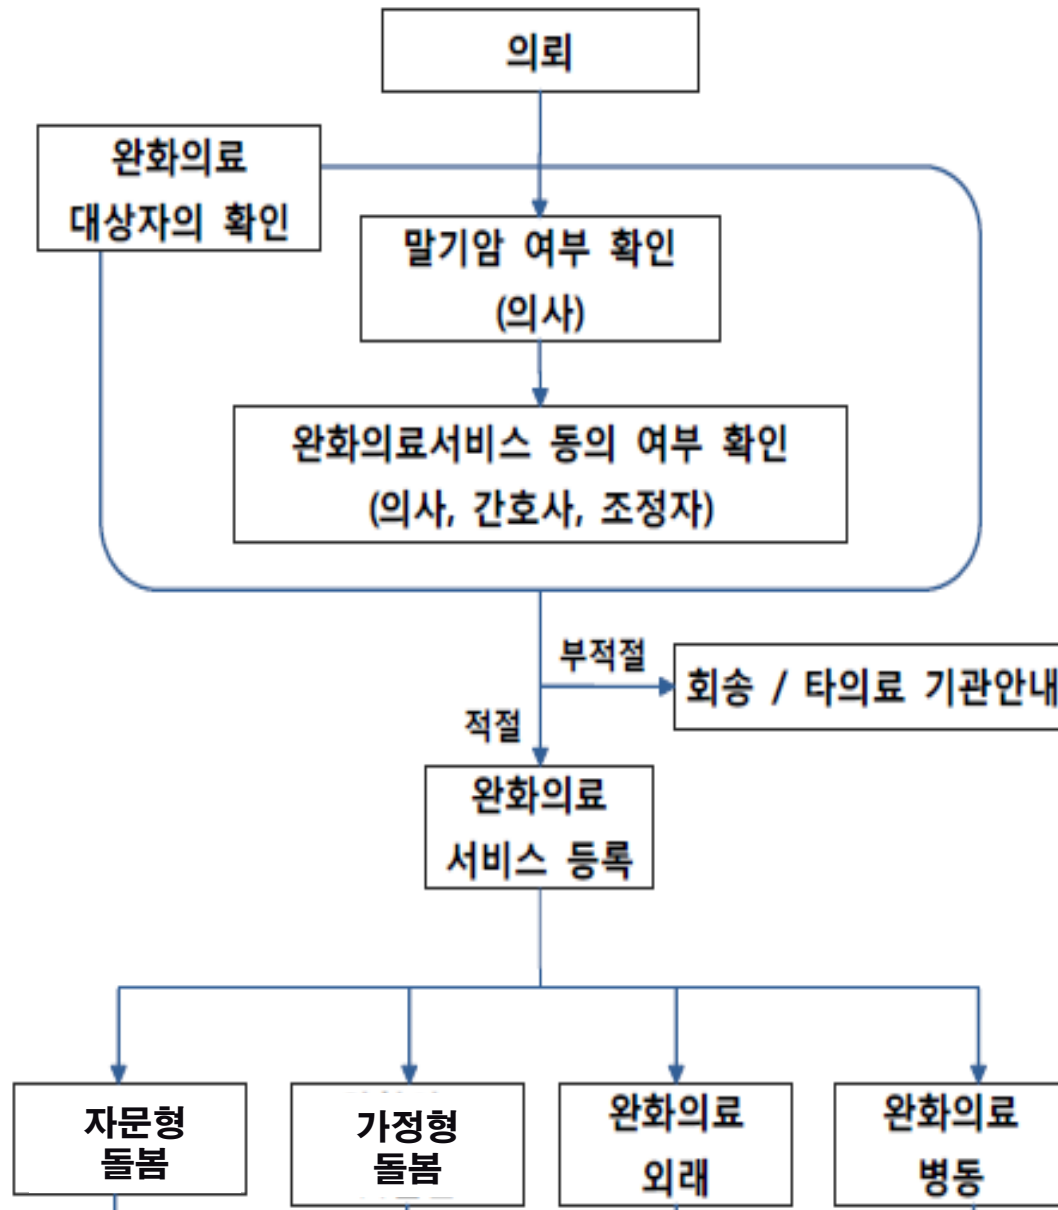 의뢰
완화의료
대상자의 확인
말기암 여부 확인
(의사)
완화의료서비스 동의 여부 확인
(의사, 간호사, 조정자)
부적절
회송 / 타의료 기관안내
적절
완화의료
서비스 등록
자문형
돌봄
가정형
돌봄
완화의료
외래
완화의료
병동